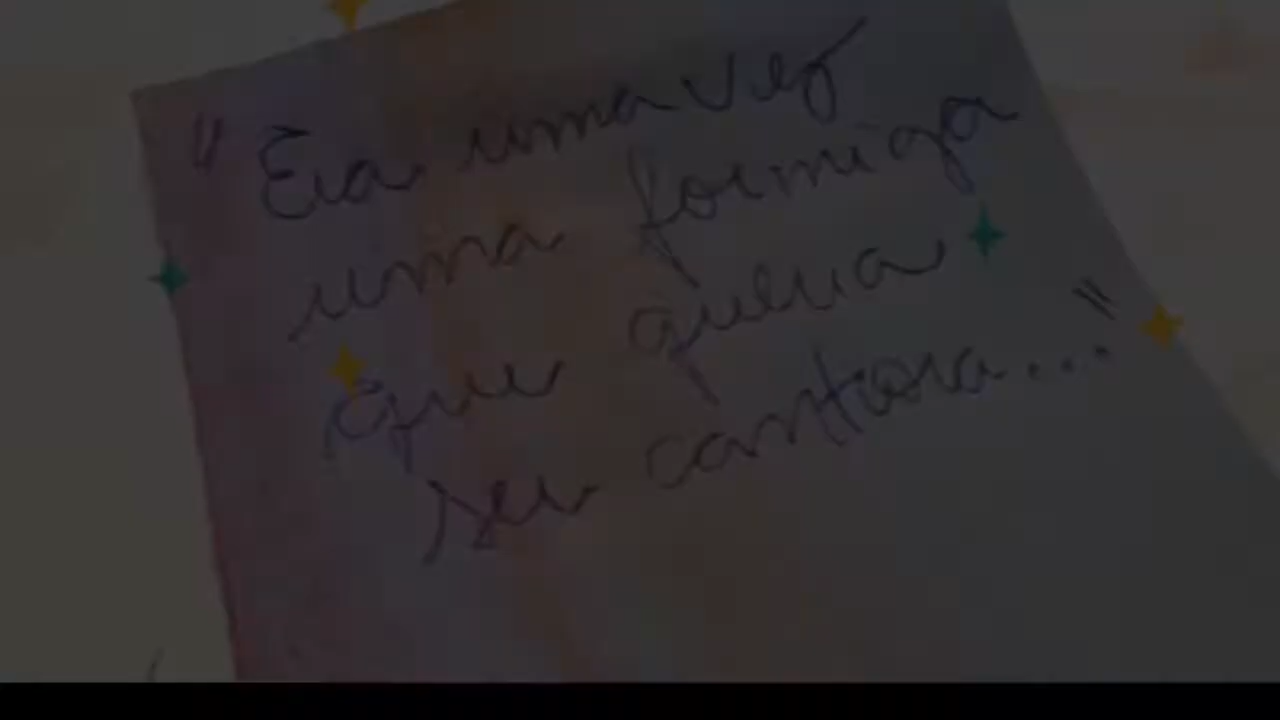 "Era uma vez
uma formiga
que queria
ser cantora..."